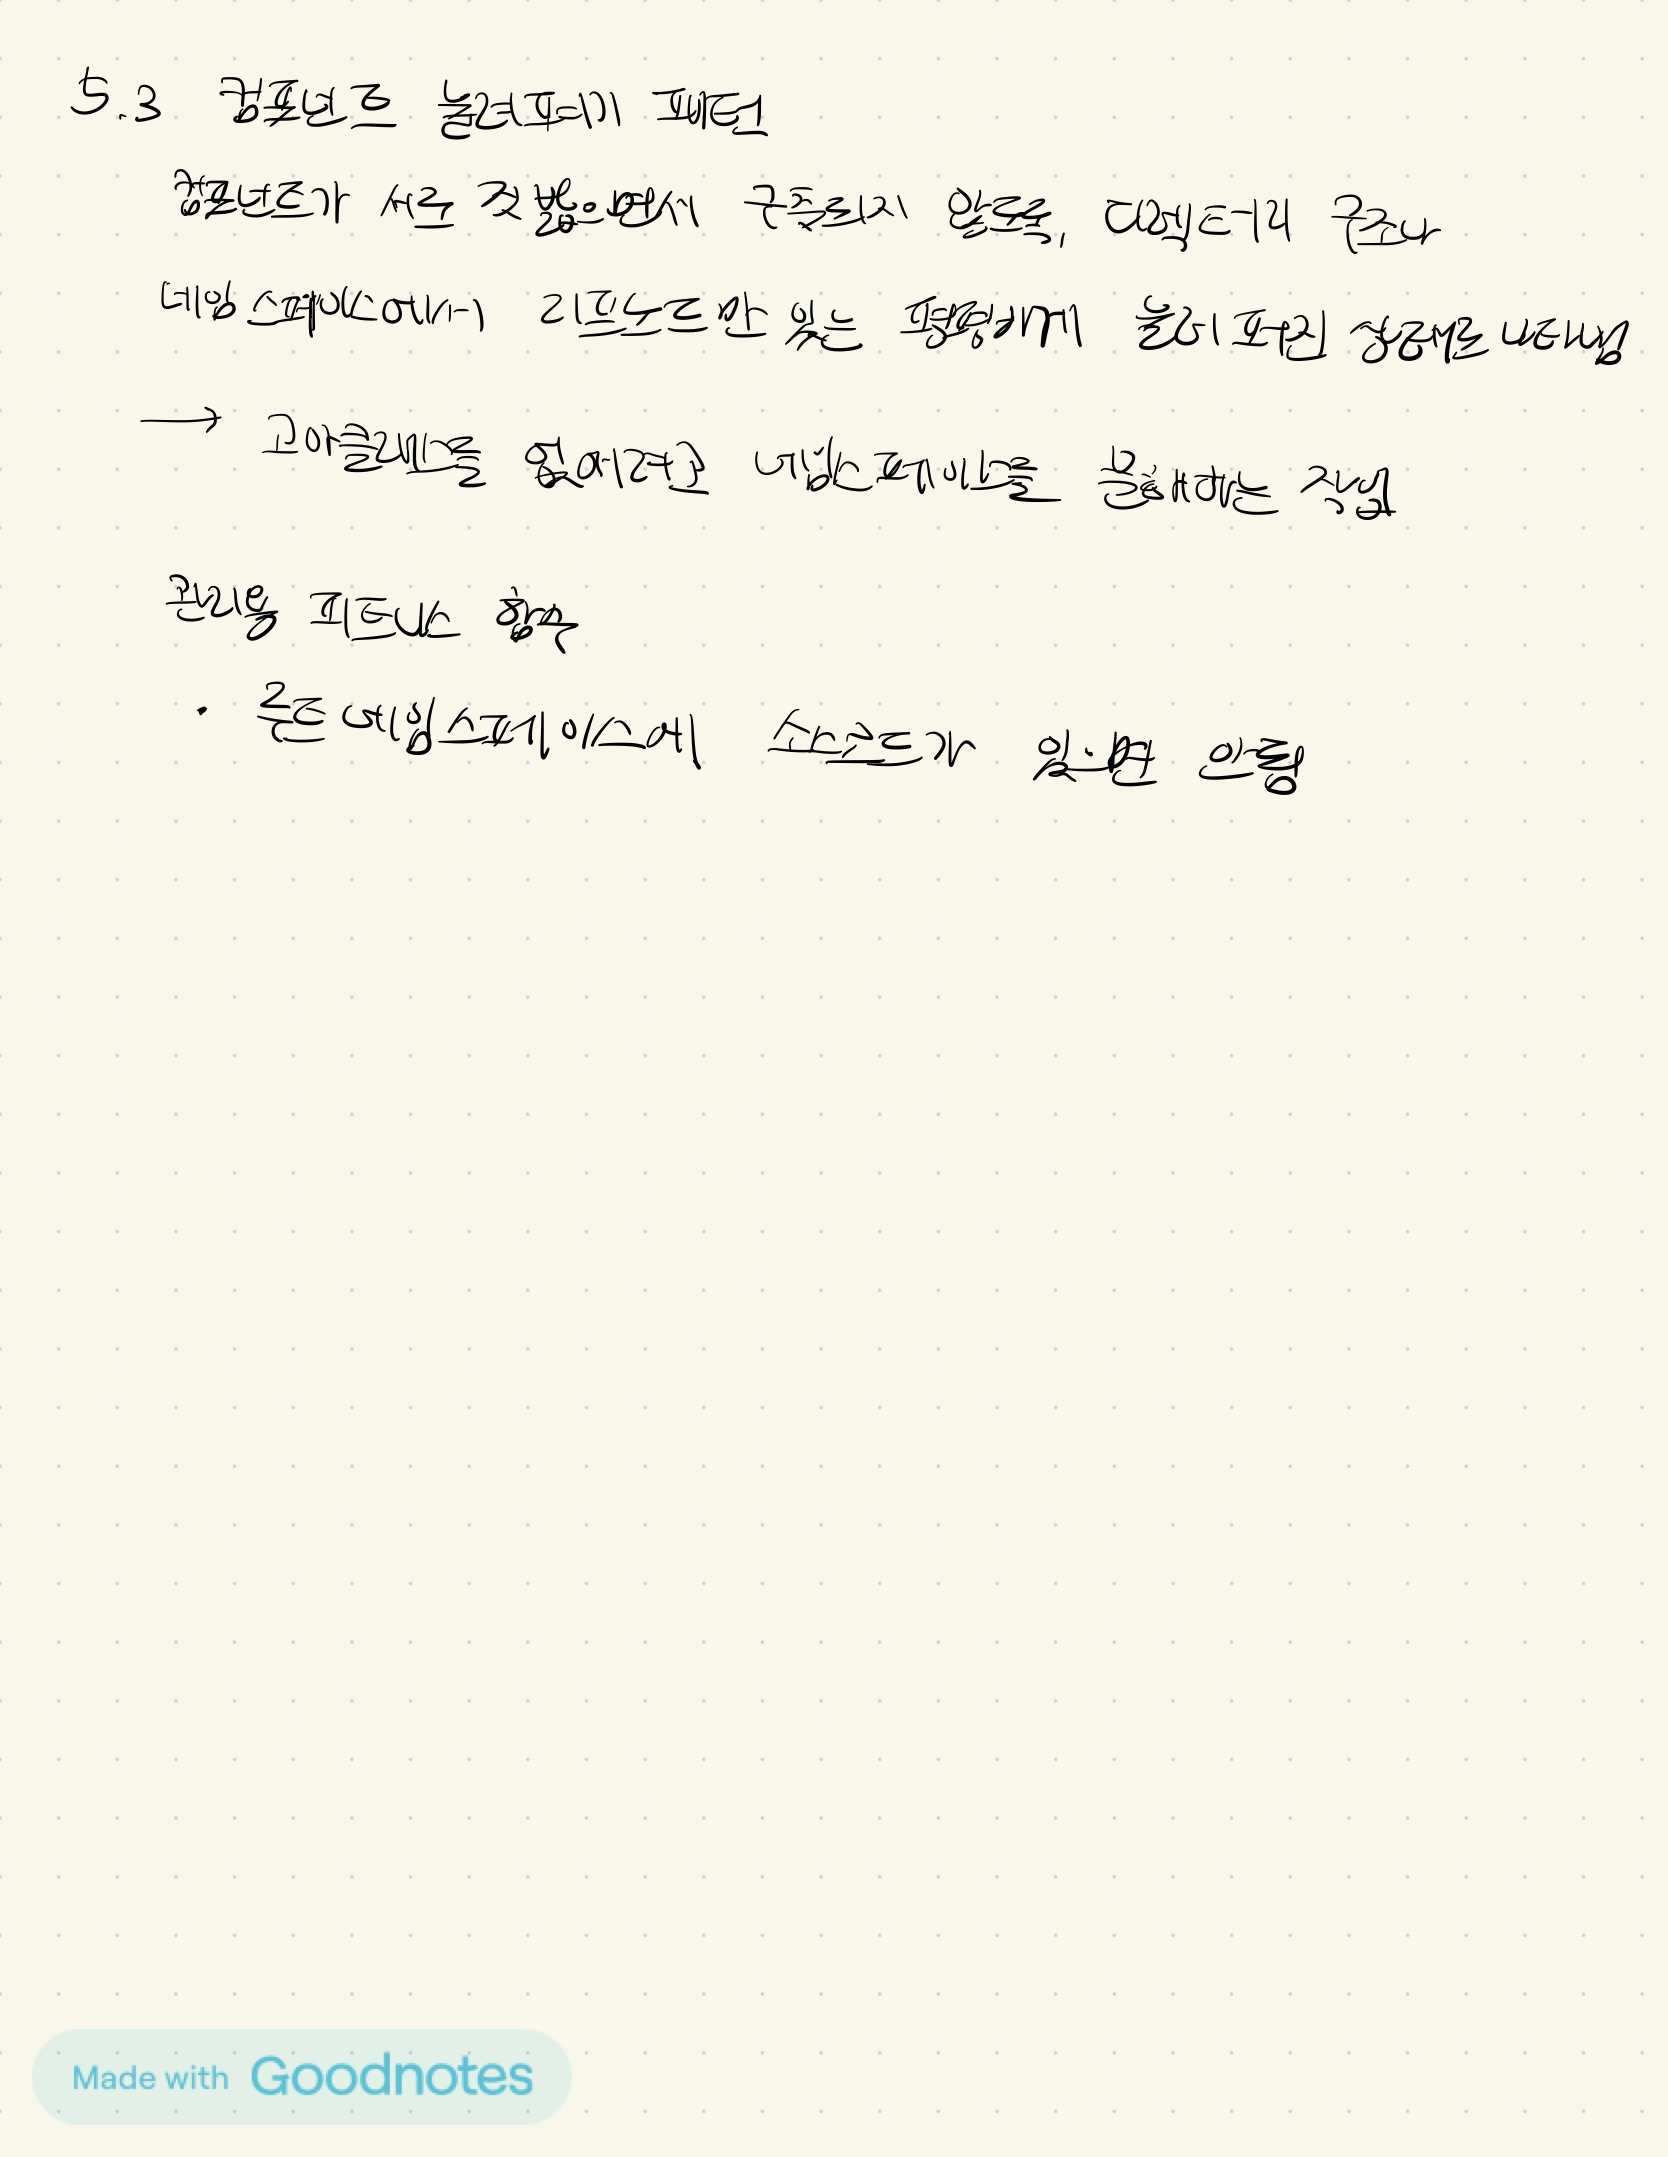 5.3 컴포넌트 눌러펴기 패턴
컴포넌트가 서로 짓밟으면서 구축되지 않도록, 디렉터리 구조나
네임스페이스에서 리프노드만 있는 평평하게 눌러 펴진 상태로 나타냄
→ 고아클래스를 없애려고 네임스페이스를 분해하는 작업
관리용 피트니스 함수
· 루트네임스페이스에 소스코드가 있으면 안됨
Made with Goodnotes